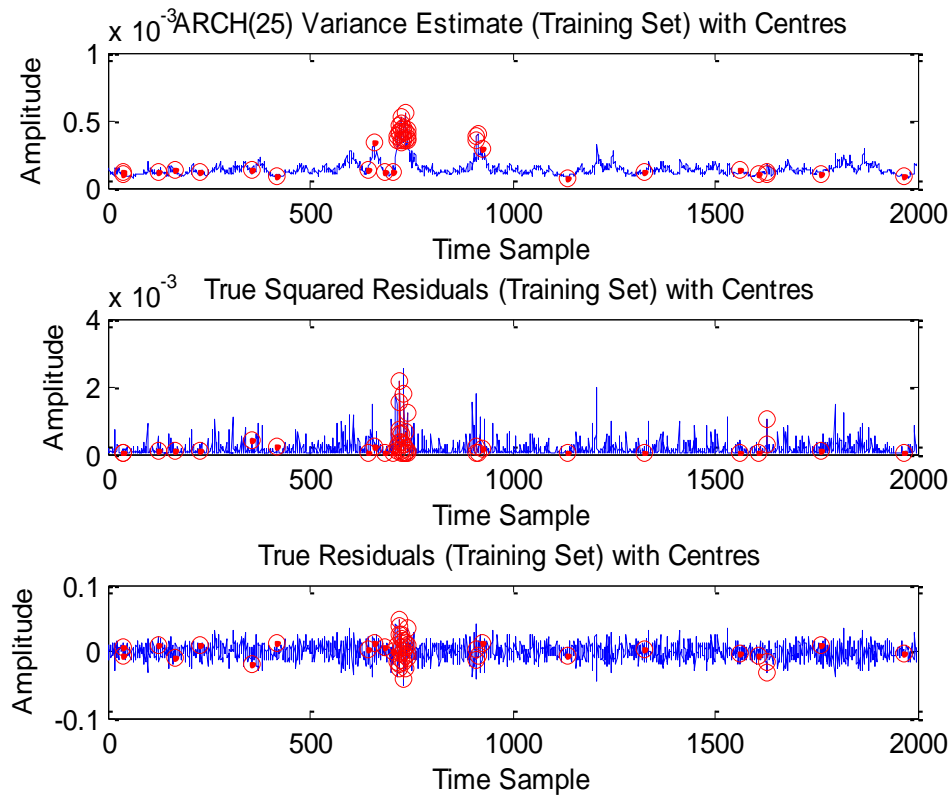 x 10^-3 ARCH(25) Variance Estimate (Training Set) with Centres
1
0.5
0
Amplitude
0 500 1000 1500 2000
Time Sample
x 10^-3 True Squared Residuals (Training Set) with Centres
4
2
0
Amplitude
0 500 1000 1500 2000
Time Sample
True Residuals (Training Set) with Centres
0.1
0
-0.1
Amplitude
0 500 1000 1500 2000
Time Sample